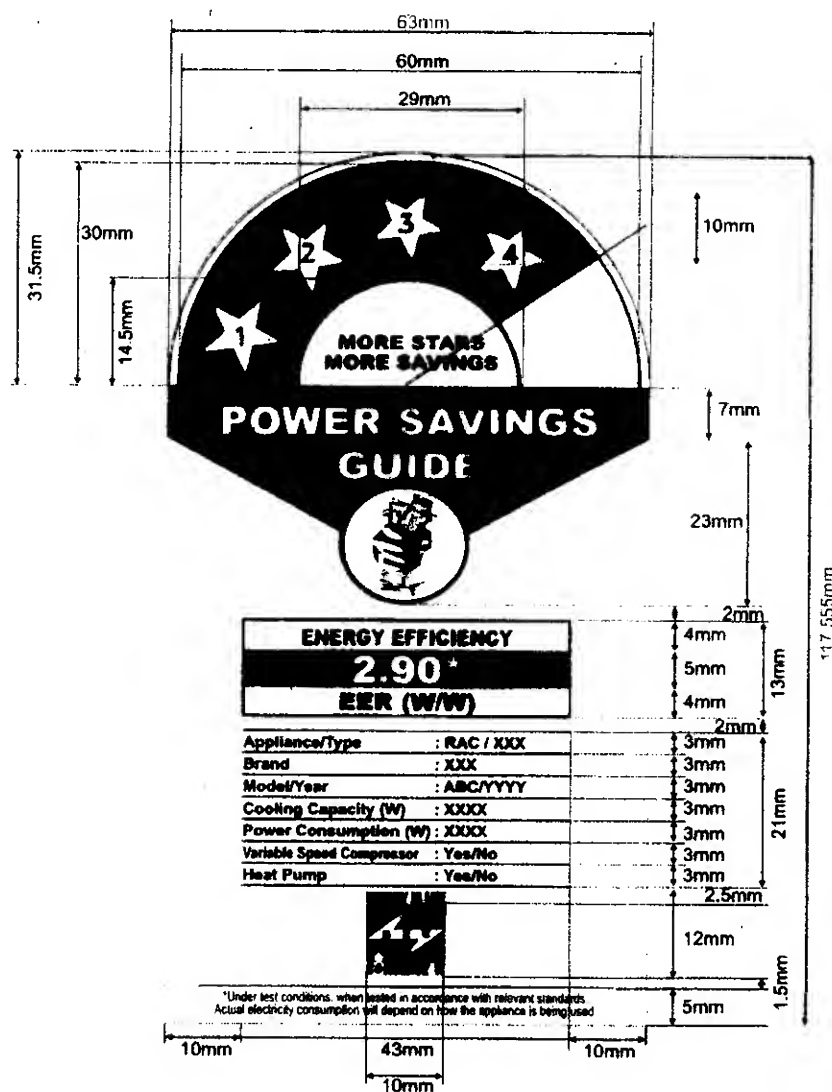 63mm
60mm
29mm
31.5mm
30mm
14.5mm
10mm
1
2
3
4
MORE STARS
MORE SAVINGS
7mm
POWER SAVINGS
GUIDE
23mm
117.555mm
2mm
ENERGY EFFICIENCY
4mm
2.90*
5mm
13mm
EER (W/W)
4mm
2mm
Appliance/Type : RAC / XXX
3mm
Brand : XXX
3mm
Model/Year : ABC/YYYY
3mm
Cooling Capacity (W) : XXXX
3mm
21mm
Power Consumption (W) : XXXX
3mm
Variable Speed Compressor : Yes/No
3mm
Heat Pump : Yes/No
3mm
2.5mm
12mm
1.5mm
*Under test conditions, when tested in accordance with relevant standards
Actual electricity consumption will depend on how the appliance is being used
5mm
10mm
43mm
10mm
10mm